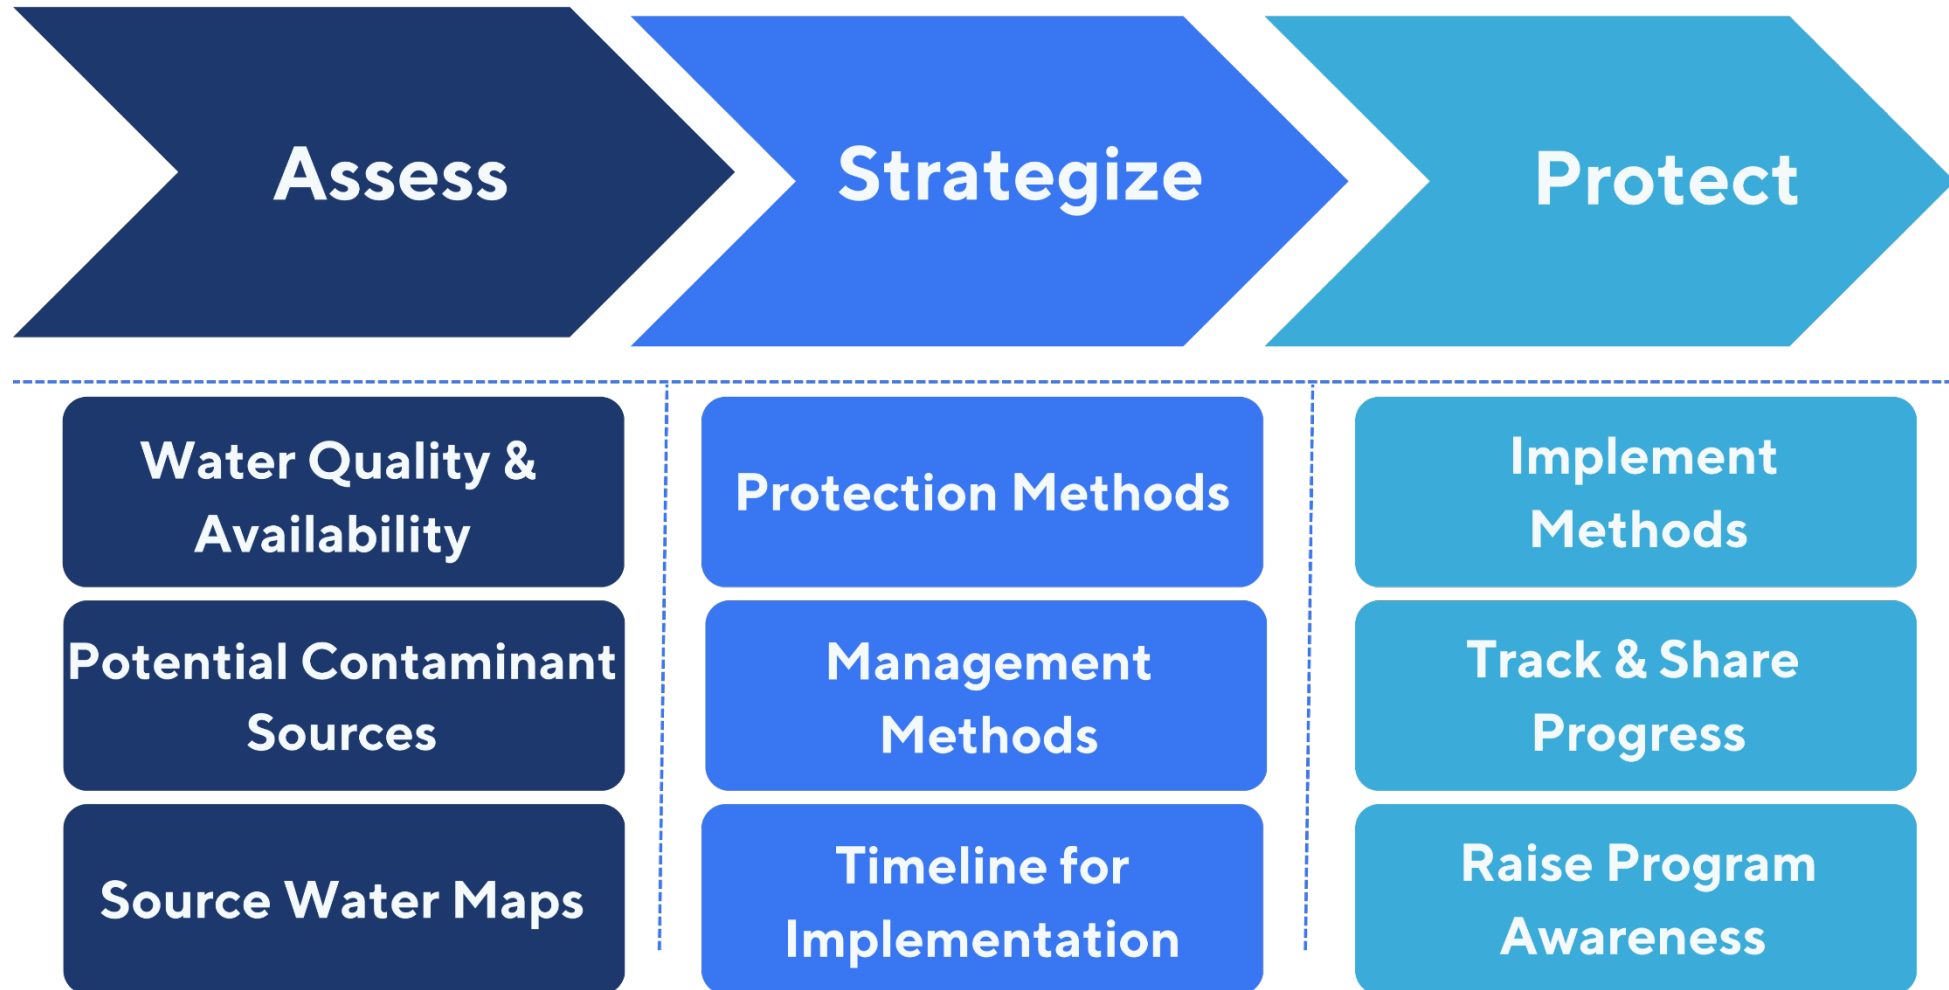 Assess
Strategize
Protect
Water Quality &
Availability
Potential Contaminant
Sources
Source Water Maps
Protection Methods
Management
Methods
Timeline for
Implementation
Implement
Methods
Track & Share
Progress
Raise Program
Awareness